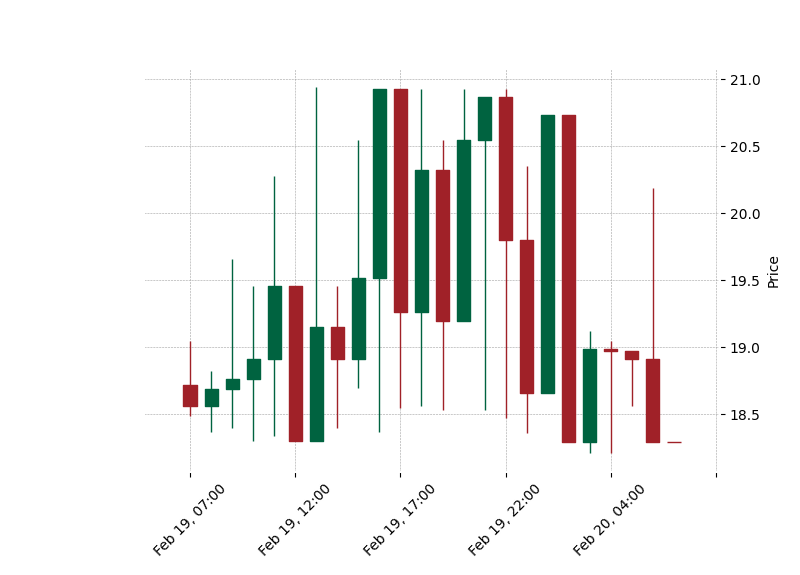 21.0
20.5
20.0
19.5
19.0
18.5
Price
Feb 19, 07:00
Feb 19, 12:00
Feb 19, 17:00
Feb 19, 22:00
Feb 20, 04:00